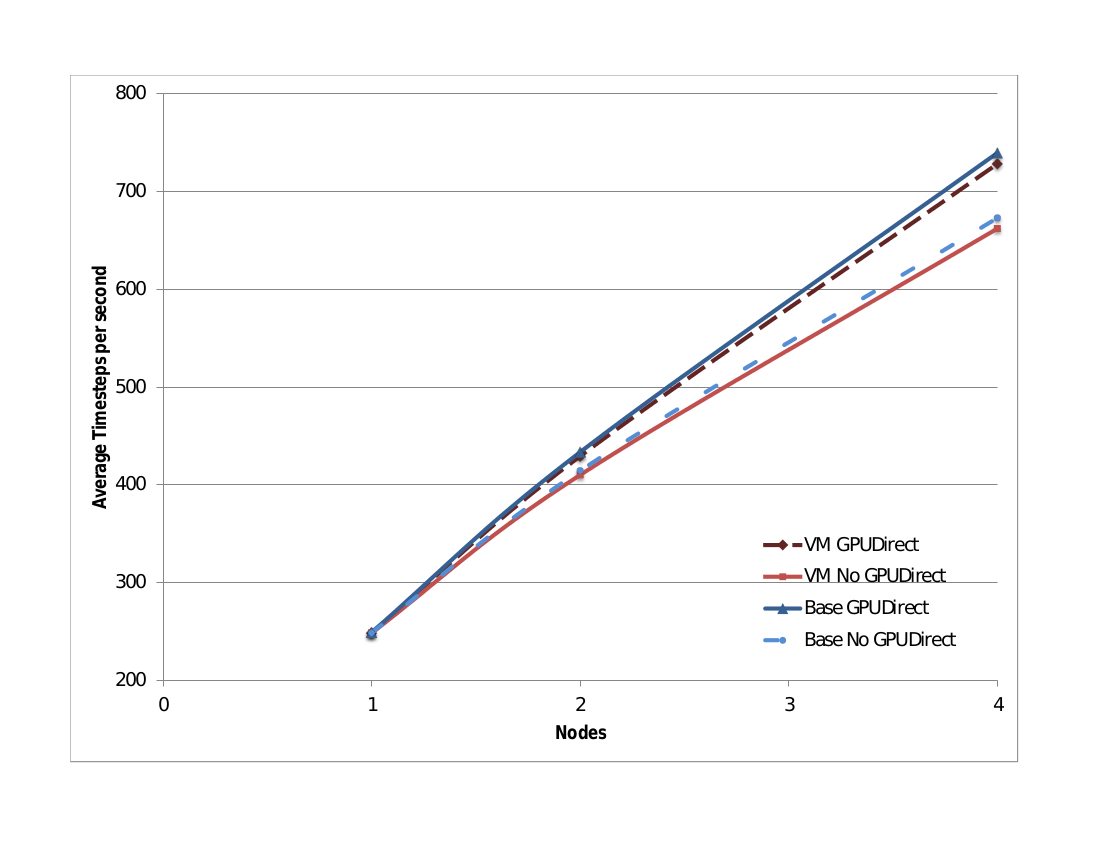 800
700
600
500
400
300
200
Average Timesteps per second
VM GPUDirect
VM No GPUDirect
Base GPUDirect
Base No GPUDirect
0 1 2 3 4
Nodes